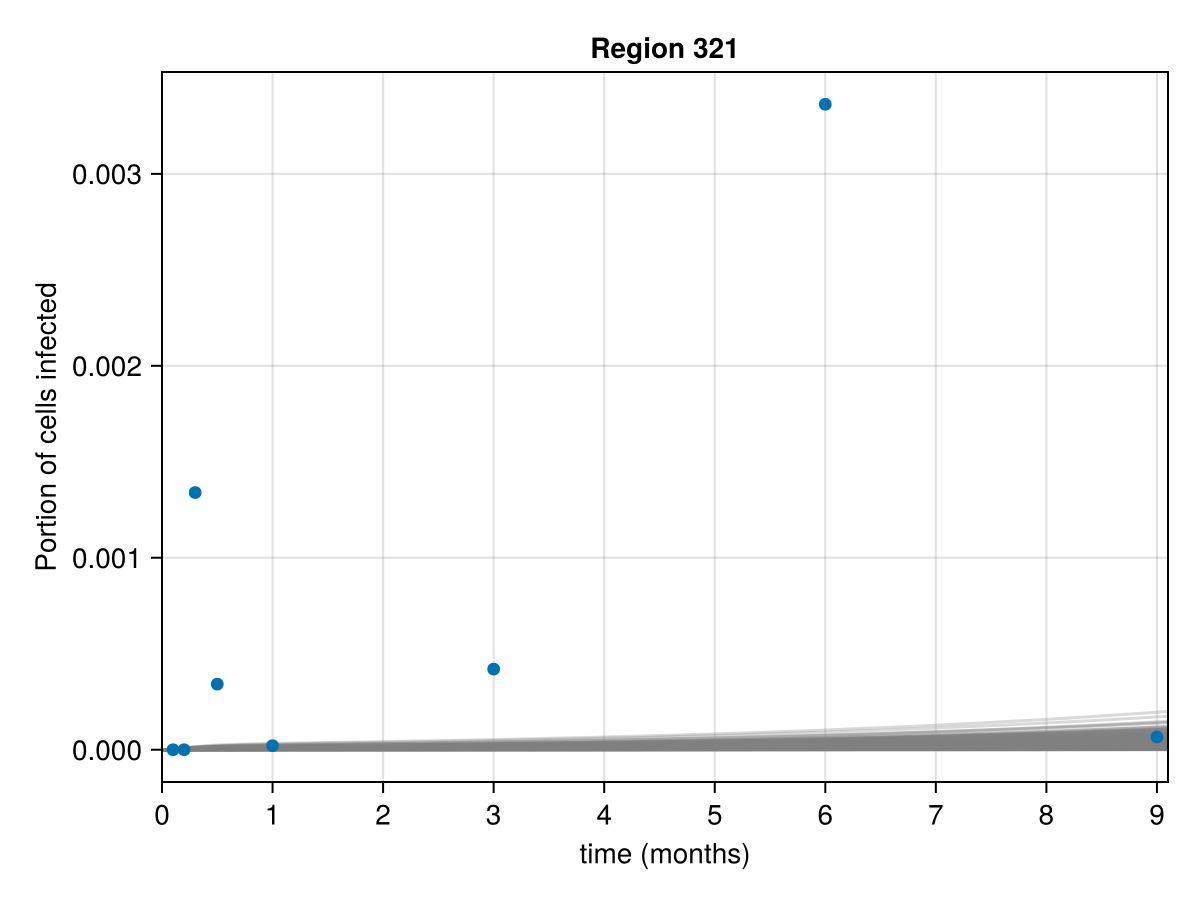 Region 321
Portion of cells infected
0.003
0.002
0.001
0.000
0 1 2 3 4 5 6 7 8 9
time (months)